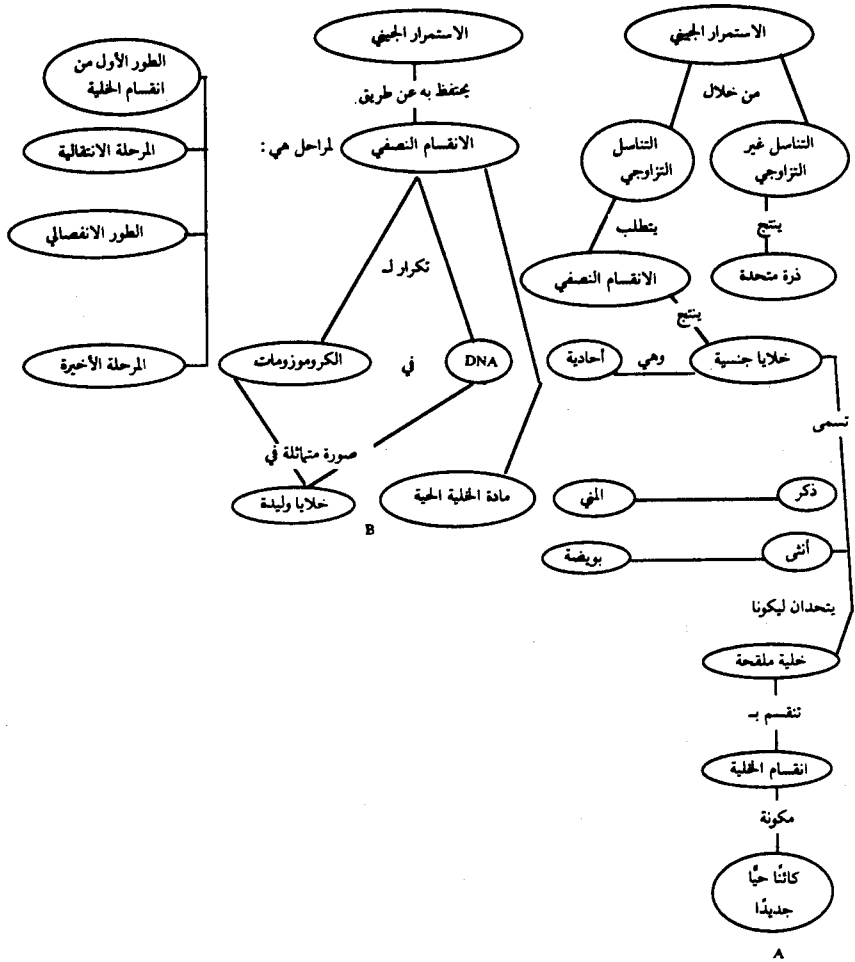 الاستمرار الجيني
من خلال
التناسل غير
التزاوجي
ينتج
ذرة متحدة
التناسل
التزاوجي
يتطلب
الانقسام النصفي
ينتج
خلايا جنسية
وهي
أحادية
تسمى
ذكر
المني
أنثى
بويضة
يتحدان ليكونا
خلية ملقحة
تنقسم بـ
انقسام الخلية
مكونة
كائنًا حيًّا
جديدًا
A
الاستمرار الجيني
يحتفظ به عن طريق
الانقسام النصفي
لمراحل هي :
تكرار لـ
DNA
في
الكروموزومات
صورة متماثلة في
خلايا وليدة
مادة الخلية الحية
B
الطور الأول من
انقسام الخلية
المرحلة الانتقالية
الطور الانفصالي
المرحلة الأخيرة